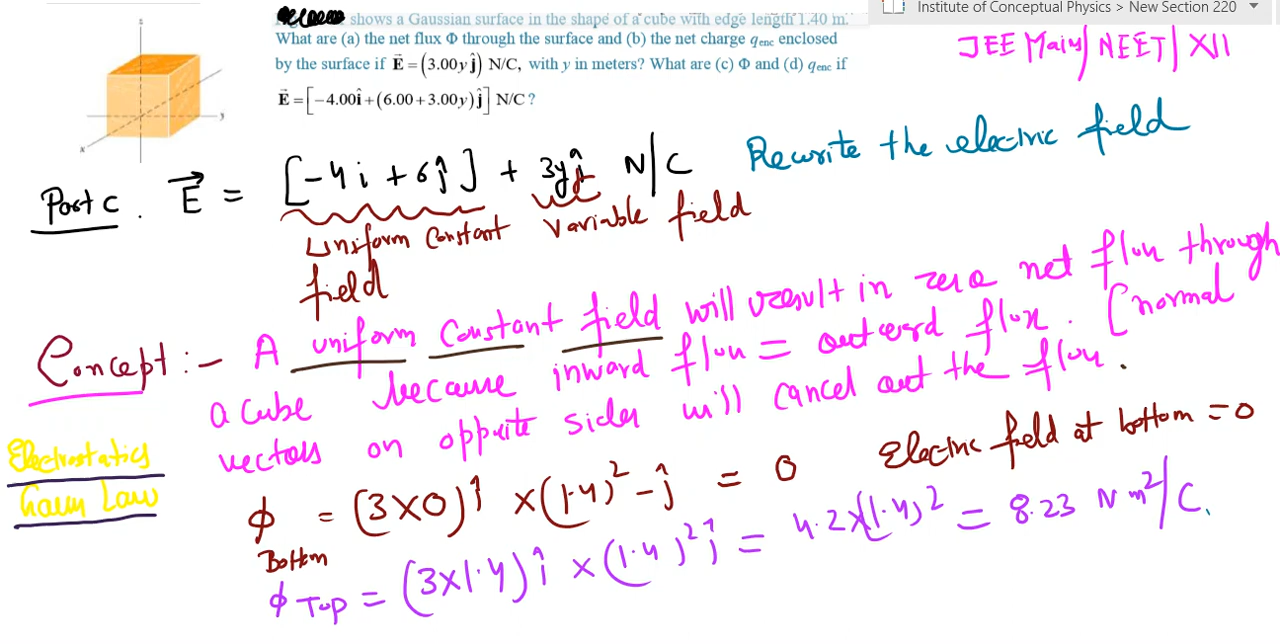 Institute of Conceptual Physics > New Section 220
shows a Gaussian surface in the shape of a cube with edge length 1.40 m.
What are (a) the net flux Φ through the surface and (b) the net charge q_enc enclosed
by the surface if E⃗ = (3.00y ĵ) N/C, with y in meters? What are (c) Φ and (d) q_enc if
E⃗ = [−4.00î + (6.00 + 3.00y)ĵ] N/C?
JEE Main/ NEET/ XII
z
y
x
Part C. E⃗ = [-4i + 6ĵ] + 3yĵ N/C
Rewrite the electric field
Uniform Constant field
Variable field
Concept :- A uniform constant field will result in zero net flux through
a cube because inward flux = outward flux. (normal
vectors on opposite sides will cancel out the flux.
Electrostatics
Gauss Law
Electric field at bottom = 0
ϕ Bottom = (3×0)ĵ × (1.4)² -ĵ = 0
ϕ Top = (3×1.4)ĵ × (1.4)² ĵ = 4.2×(1.4)² = 8.23 N m²/C.